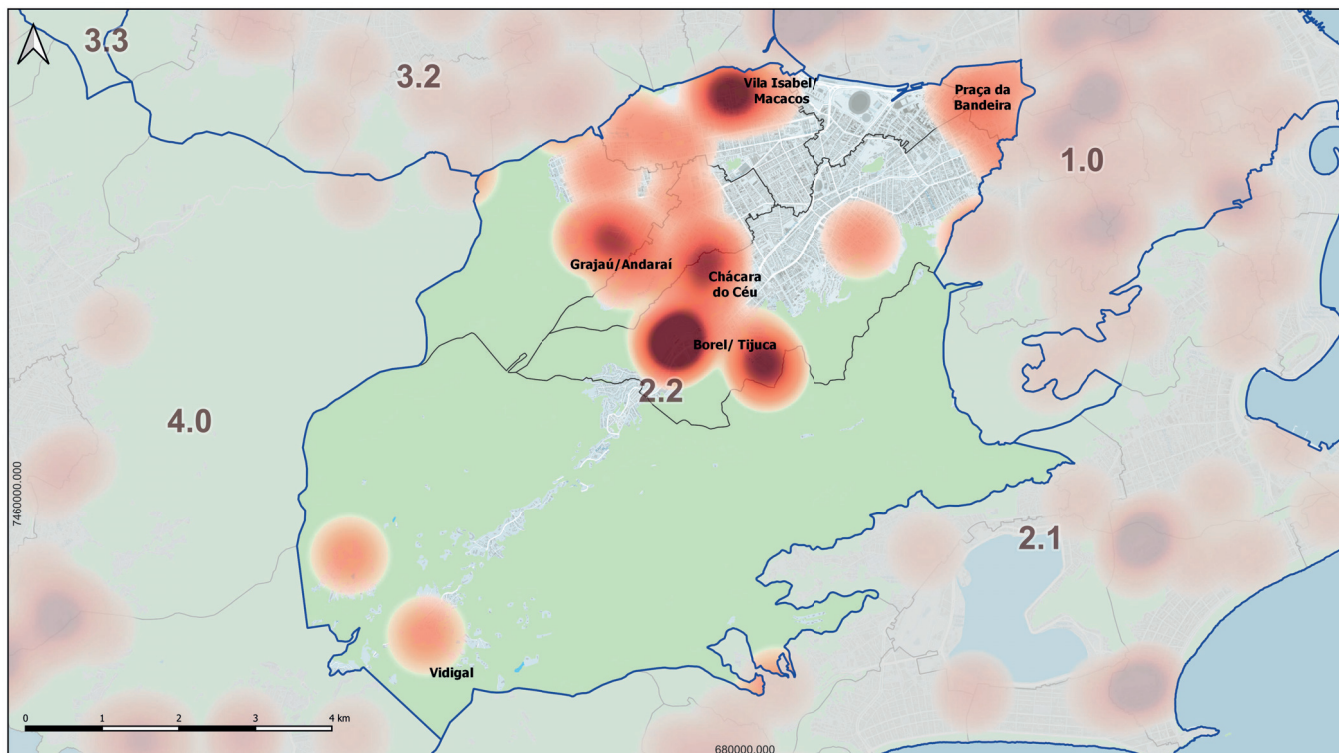 3.3
3.2
Vila Isabel/
Macacos
Praça da
Bandeira
1.0
Grajaú/Andaraí
Chácara
do Céu
Borel/ Tijuca
2.2
4.0
7460000.000
2.1
Vidigal
0 1 2 3 4 km
680000.000